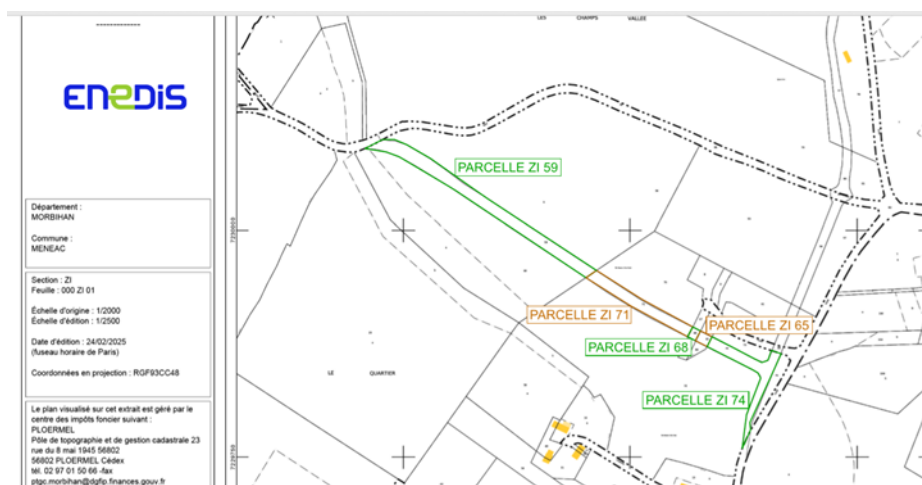 ENEDIS
Département :
MORBIHAN
Commune :
MENEAC
Section : ZI
Feuille : 000 ZI 01
Échelle d'origine : 1/2000
Échelle d'édition : 1/2500
Date d'édition : 24/02/2025
(fuseau horaire de Paris)
Coordonnées en projection : RGF93CC48
Le plan visualisé sur cet extrait est géré par le
centre des impôts foncier suivant :
PLOERMEL
Pôle de topographie et de gestion cadastrale 23
rue du 8 mai 1945 56802
56802 PLOERMEL Cédex
tél. 02 97 01 50 66 -fax
ptgc.morbihan@dgfip.finances.gouv.fr
LES CHAMPS VALLEE
PARCELLE ZI 59
PARCELLE ZI 71
PARCELLE ZI 65
PARCELLE ZI 68
LE QUARTIER
PARCELLE ZI 74